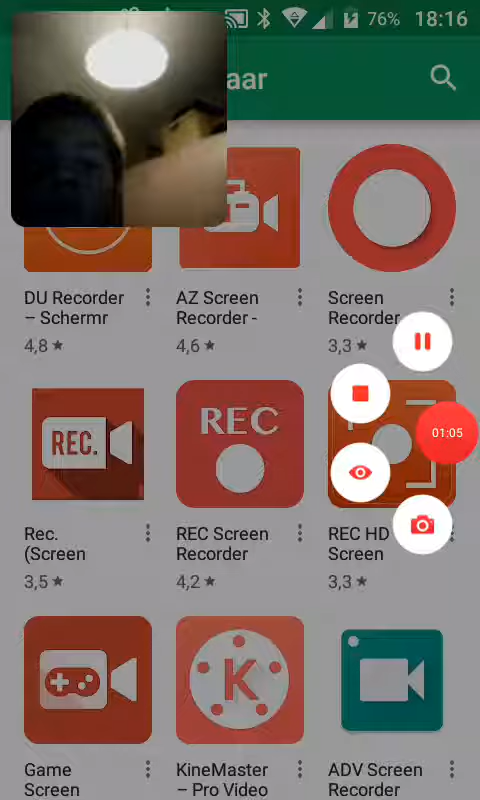 76% 18:16
aar
DU Recorder
– Schermr
4,8
AZ Screen
Recorder -
4,6
Screen
Recorder
3,3
REC.
Rec.
(Screen
3,5
REC
REC Screen
Recorder
4,2
01:05
REC HD
Screen
3,3
Game
Screen
K
KineMaster
– Pro Video
ADV Screen
Recorder